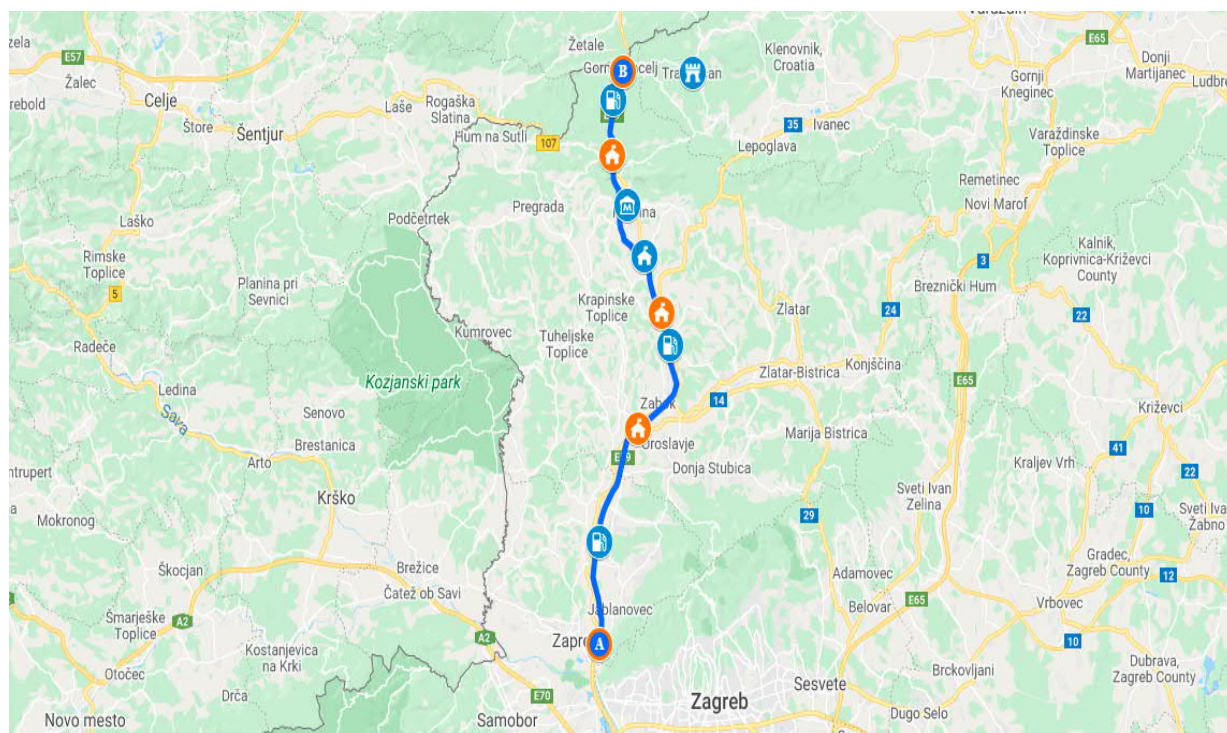 Varaždin
zela
E57
Žetale
Klenovnik,
Croatia
E65
Donji
Martijanec
Žalec
Gornji
Kneginec
Ludbre
rebold
Celje
B
Laše
Rogaška
Slatina
35
Ivanec
Štore
Šentjur
Hum na Sutli
107
Lepoglava
Varaždinske
Toplice
Remetinec
Novi Marof
Pregrada
M
Laško
Podčetrtek
Rimske
Toplice
Kalnik,
Koprivnica-Križevci
County
3
5
Planina pri
Sevnici
Breznički Hum
Krapinske
Toplice
Zlatar
24
22
Kumrovec
Tuheljske
Toplice
Radeče
Konjščina
Zlatar-Bistrica
E65
Kozjanski park
Ledina
Sava
Senovo
Zabok
14
Križevci
Brestanica
Oroslavje
Marija Bistrica
41
Arto
Donja Stubica
Kraljev Vrh
22
ntrupert
Krško
Sveti Ivan
Zelina
10
Mokronog
29
Sveti Iva
Žabno
Škocjan
Brežice
Adamovec
Gradec,
Zagreb County
12
Čatež ob Savi
Jablanovec
Belovar
E65
Vrbovec
Šmarješke
Toplice
A2
A2
Zapre
A
10
Kostanjevica
na Krki
Otočec
Brckovljani
Dubrava,
Zagreb County
Drča
E70
Zagreb
Sesvete
Novo mesto
Samobor
Dugo Selo